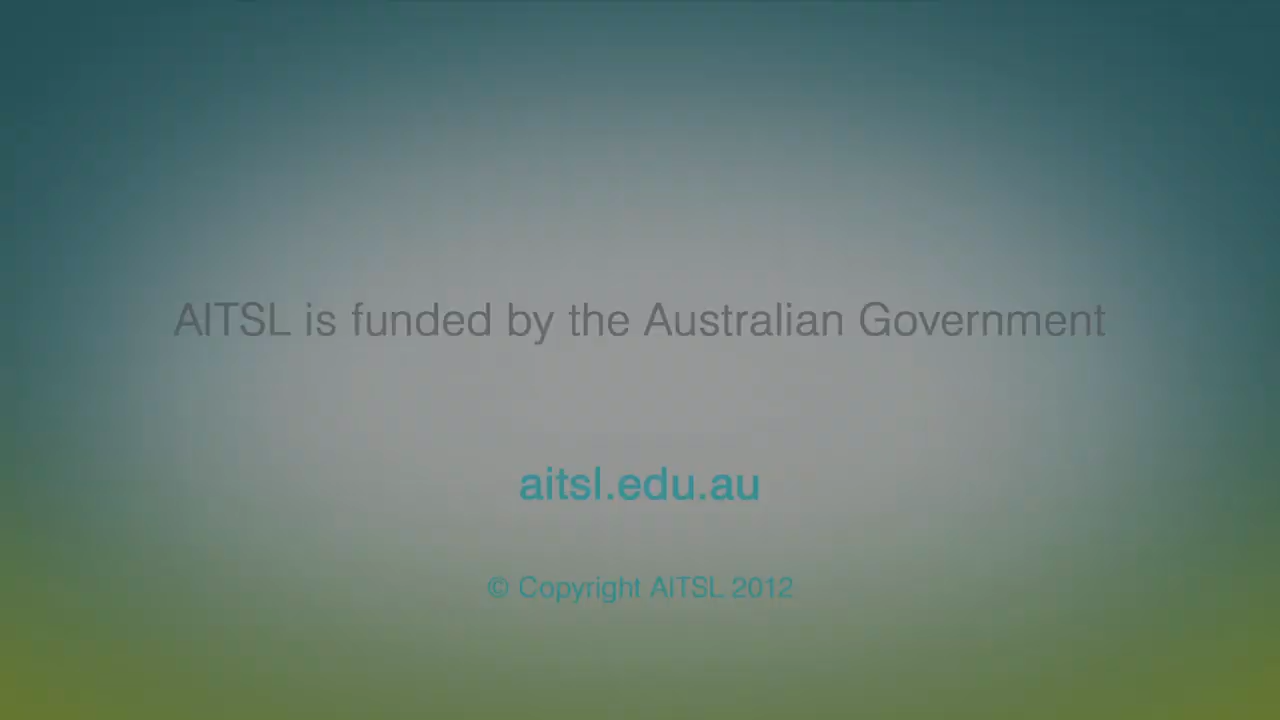 AITSL is funded by the Australian Government
aitsl.edu.au
© Copyright AITSL 2012